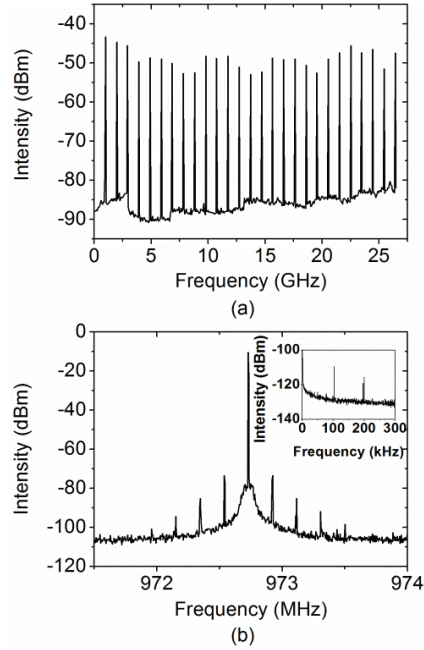 -40
-50
-60
-70
-80
-90
Intensity (dBm)
0 5 10 15 20 25
Frequency (GHz)
(a)
0
-20
-40
-60
-80
-100
-120
Intensity (dBm)
-100
-120
-140
Intensity (dBm)
0 100 200 300
Frequency (kHz)
972 973 974
Frequency (MHz)
(b)